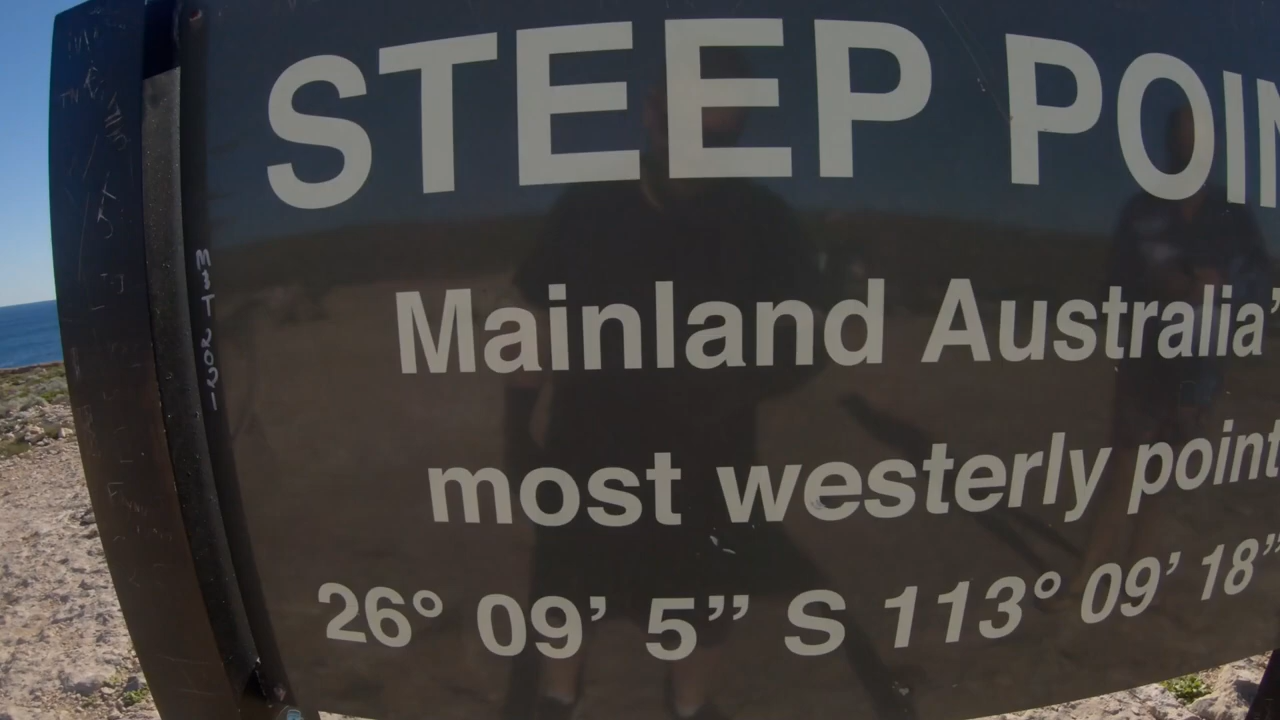 STEEP POIN
Mainland Australia’
most westerly point
26° 09’ 5” S 113° 09’ 18”